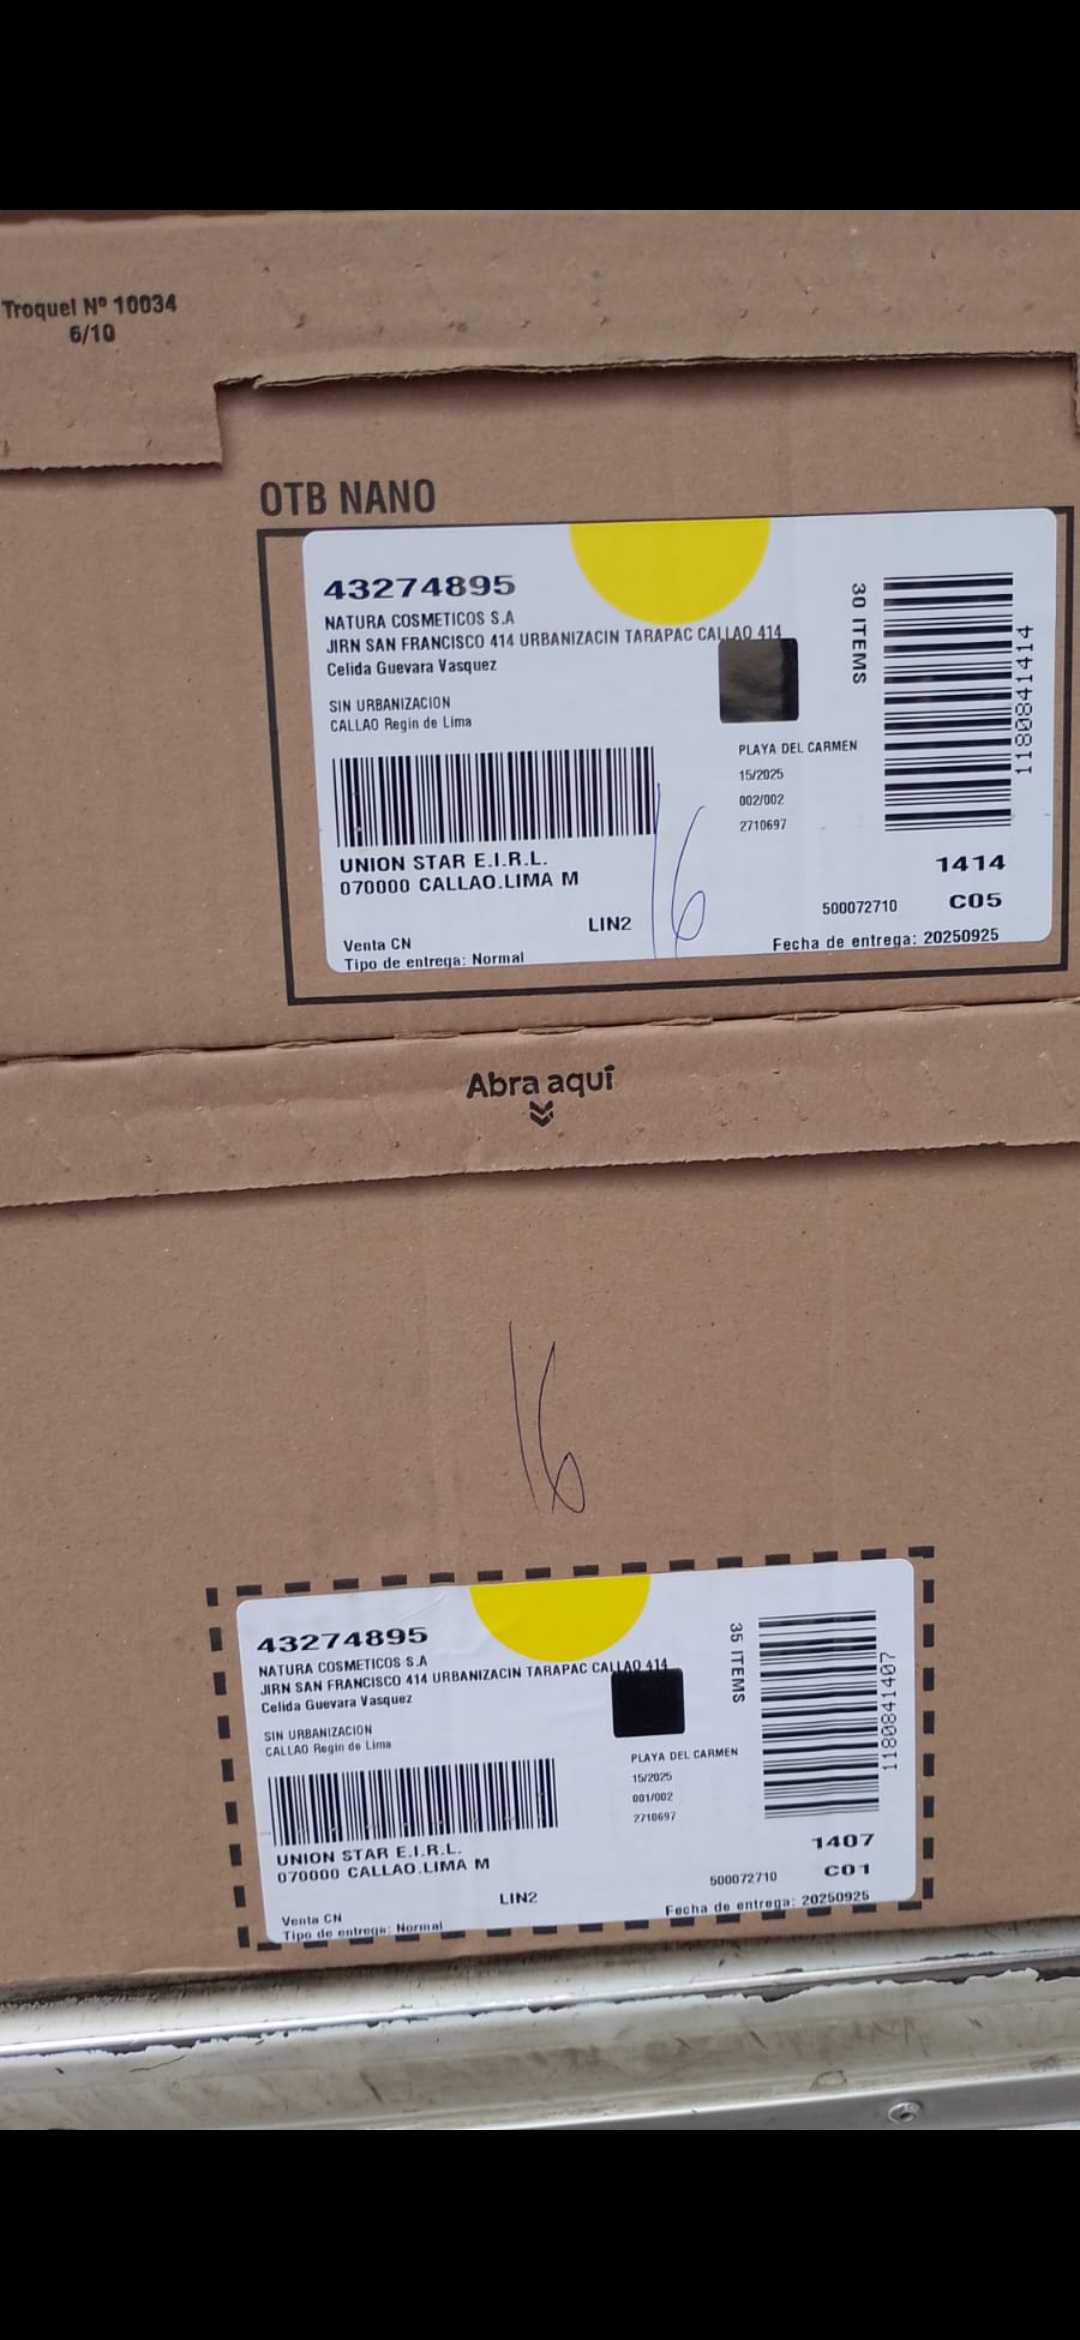 Troquel Nº 10034
6/10
OTB NANO
43274895
NATURA COSMETICOS S.A
JIRN SAN FRANCISCO 414 URBANIZACIN TARAPAC CALLAO 414
Celida Guevara Vasquez
SIN URBANIZACION
CALLAO Regin de Lima
30 ITEMS
1180841414
PLAYA DEL CARMEN
15/2025
002/002
2710697
UNION STAR E.I.R.L.
070000 CALLAO.LIMA M
16
1414
LIN2
500072710
C05
Venta CN
Tipo de entrega: Normal
Fecha de entrega: 20250925
Abra aquí
16
43274895
NATURA COSMETICOS S.A
JIRN SAN FRANCISCO 414 URBANIZACIN TARAPAC CALLAO 414
Celida Guevara Vasquez
SIN URBANIZACION
CALLAO Regin de Lima
35 ITEMS
1180841407
PLAYA DEL CARMEN
15/2025
001/002
2710697
UNION STAR E.I.R.L.
070000 CALLAO.LIMA M
1407
LIN2
500072710
C01
Venta CN
Tipo de entrega: Normal
Fecha de entrega: 20250925